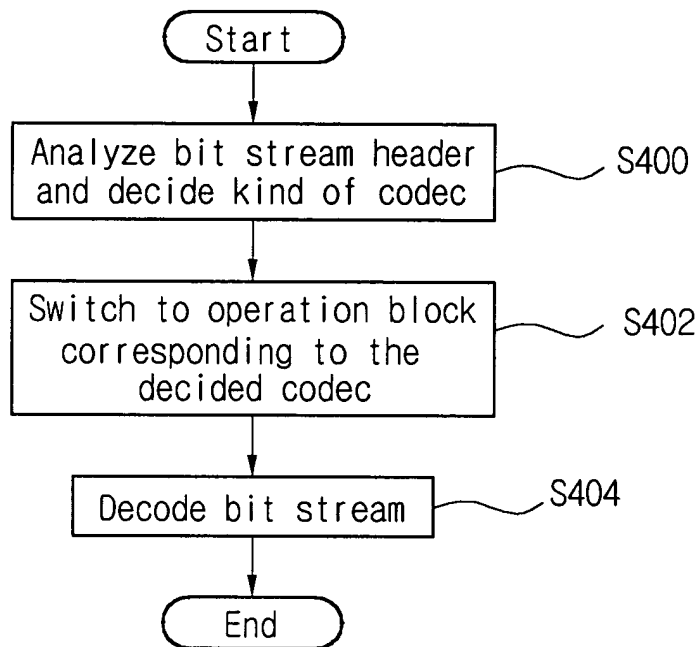 Start
Analyze bit stream header
and decide kind of codec
S400
Switch to operation block
corresponding to the
decided codec
S402
Decode bit stream
S404
End